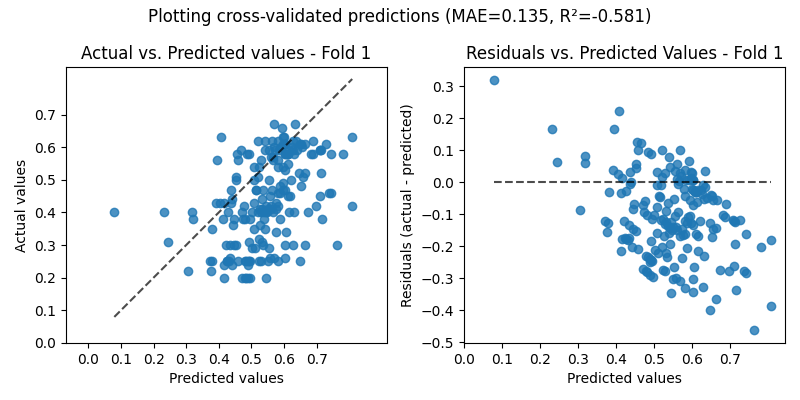 Plotting cross-validated predictions (MAE=0.135, R²=-0.581)
Actual vs. Predicted values - Fold 1
Actual values
0.7
0.6
0.5
0.4
0.3
0.2
0.1
0.0
0.0 0.1 0.2 0.3 0.4 0.5 0.6 0.7
Predicted values
Residuals vs. Predicted Values - Fold 1
Residuals (actual - predicted)
0.3
0.2
0.1
0.0
−0.1
−0.2
−0.3
−0.4
−0.5
0.0 0.1 0.2 0.3 0.4 0.5 0.6 0.7
Predicted values